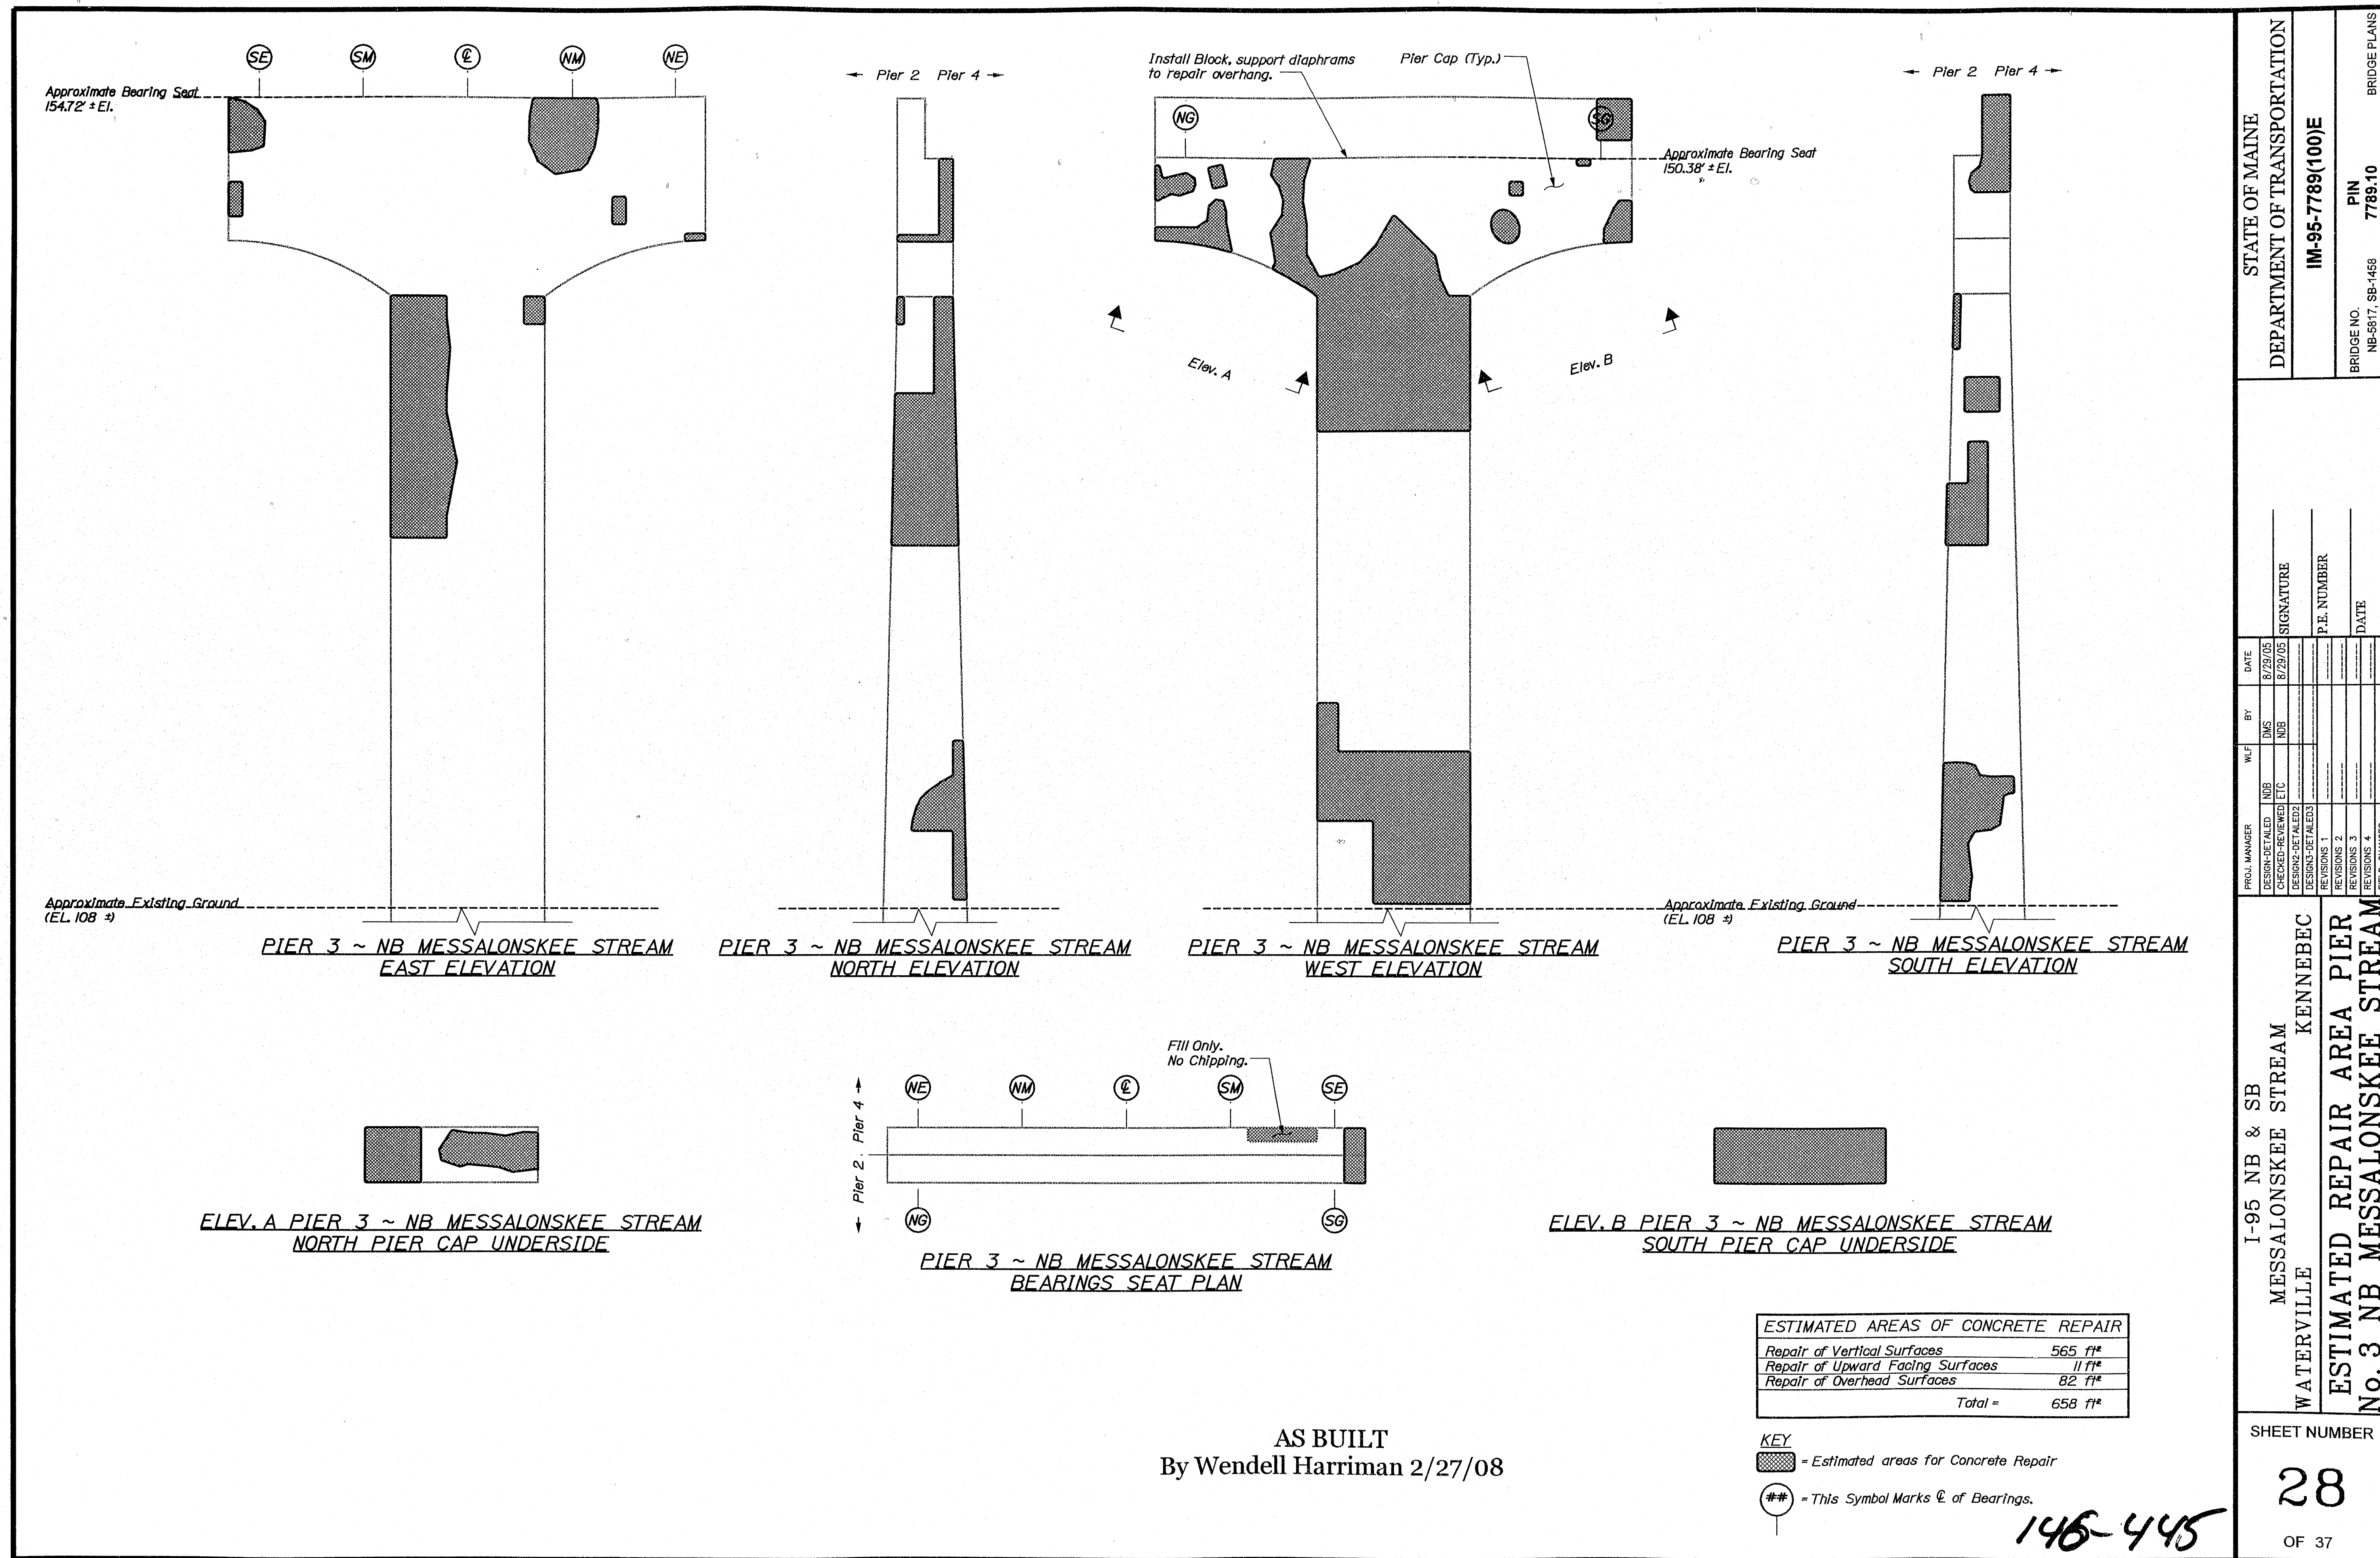 SE SM ℄ NM NE
Approximate Bearing Seat
154.72' ± El.
← Pier 2 Pier 4 →
Install Block, support diaphrams
to repair overhang.
Pier Cap (Typ.)
NG
SG
Approximate Bearing Seat
150.38' ± El.
Elev. A
Elev. B
← Pier 2 Pier 4 →
Approximate Existing Ground
(EL. 108 ±)
Approximate Existing Ground
(EL. 108 ±)
PIER 3 ~ NB MESSALONSKEE STREAM
EAST ELEVATION
PIER 3 ~ NB MESSALONSKEE STREAM
NORTH ELEVATION
PIER 3 ~ NB MESSALONSKEE STREAM
WEST ELEVATION
PIER 3 ~ NB MESSALONSKEE STREAM
SOUTH ELEVATION
ELEV. A PIER 3 ~ NB MESSALONSKEE STREAM
NORTH PIER CAP UNDERSIDE
Fill Only.
No Chipping.
NE NM ℄ SM SE
← Pier 2 Pier 4 →
NG SG
PIER 3 ~ NB MESSALONSKEE STREAM
BEARINGS SEAT PLAN
ELEV. B PIER 3 ~ NB MESSALONSKEE STREAM
SOUTH PIER CAP UNDERSIDE
ESTIMATED AREAS OF CONCRETE REPAIR
Repair of Vertical Surfaces 565 ft²
Repair of Upward Facing Surfaces 11 ft²
Repair of Overhead Surfaces 82 ft²
Total = 658 ft²
KEY
= Estimated areas for Concrete Repair
## = This Symbol Marks ℄ of Bearings.
AS BUILT
By Wendell Harriman 2/27/08
146-445
STATE OF MAINE
DEPARTMENT OF TRANSPORTATION
IM-95-7789(100)E
BRIDGE NO.
NB-5817, SB-1458
PIN
7789.10
BRIDGE PLANS
SIGNATURE
P.E. NUMBER
DATE
PROJ. MANAGER WLF BY DATE
DESIGN-DETAILED NDB DMS 8/29/05
CHECKED-REVIEWED ETC NDB 8/29/05
DESIGN2-DETAILED2
DESIGN3-DETAILED3
REVISIONS 1
REVISIONS 2
REVISIONS 3
REVISIONS 4
I-95 NB & SB
MESSALONSKEE STREAM
WATERVILLE KENNEBEC
ESTIMATED REPAIR AREA PIER
No. 3 NB MESSALONSKEE STREAM
SHEET NUMBER
28
OF 37